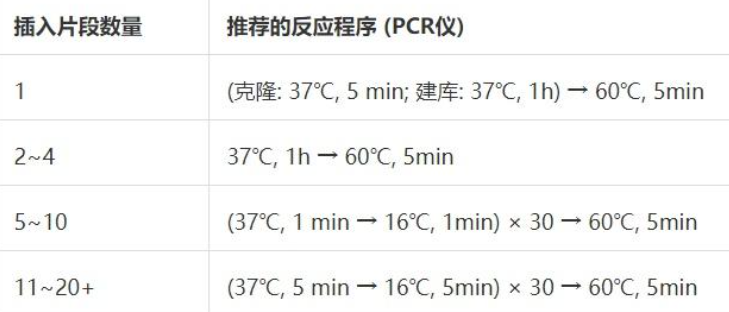 插入片段数量 推荐的反应程序 (PCR仪)
1 (克隆: 37℃, 5 min; 建库: 37℃, 1h) → 60℃, 5min
2~4 37℃, 1h → 60℃, 5min
5~10 (37℃, 1 min → 16℃, 1min) × 30 → 60℃, 5min
11~20+ (37℃, 5 min → 16℃, 5min) × 30 → 60℃, 5min